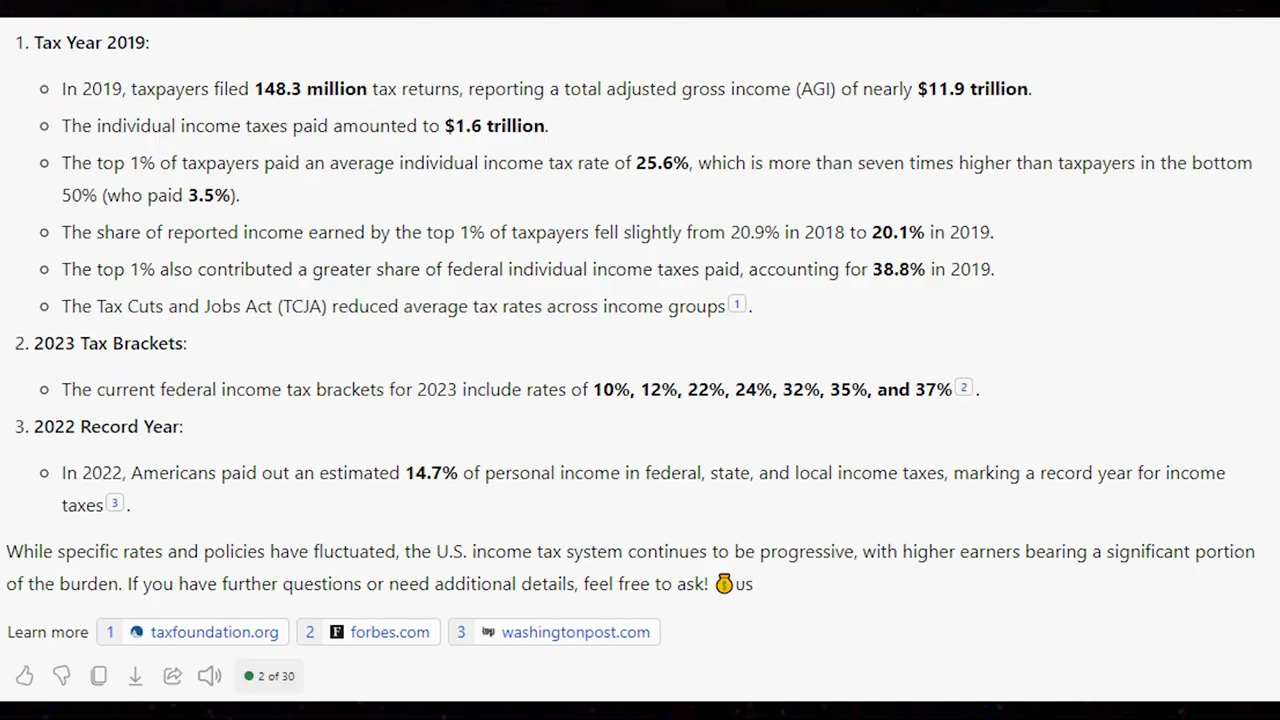 1. Tax Year 2019:
In 2019, taxpayers filed 148.3 million tax returns, reporting a total adjusted gross income (AGI) of nearly $11.9 trillion.
The individual income taxes paid amounted to $1.6 trillion.
The top 1% of taxpayers paid an average individual income tax rate of 25.6%, which is more than seven times higher than taxpayers in the bottom
50% (who paid 3.5%).
The share of reported income earned by the top 1% of taxpayers fell slightly from 20.9% in 2018 to 20.1% in 2019.
The top 1% also contributed a greater share of federal individual income taxes paid, accounting for 38.8% in 2019.
The Tax Cuts and Jobs Act (TCJA) reduced average tax rates across income groups 1 .
2. 2023 Tax Brackets:
The current federal income tax brackets for 2023 include rates of 10%, 12%, 22%, 24%, 32%, 35%, and 37% 2 .
3. 2022 Record Year:
In 2022, Americans paid out an estimated 14.7% of personal income in federal, state, and local income taxes, marking a record year for income
taxes 3 .
While specific rates and policies have fluctuated, the U.S. income tax system continues to be progressive, with higher earners bearing a significant portion
of the burden. If you have further questions or need additional details, feel free to ask! 💰us
Learn more 1 taxfoundation.org 2 forbes.com 3 washingtonpost.com
2 of 30